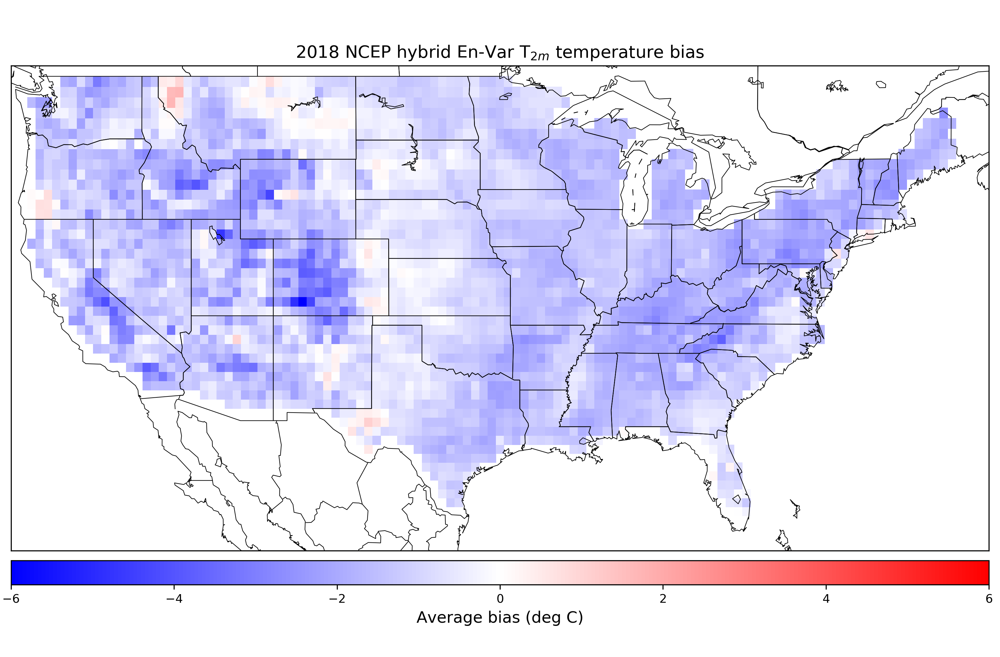 2018 NCEP hybrid En-Var T2m temperature bias
−6 −4 −2 0 2 4 6
Average bias (deg C)